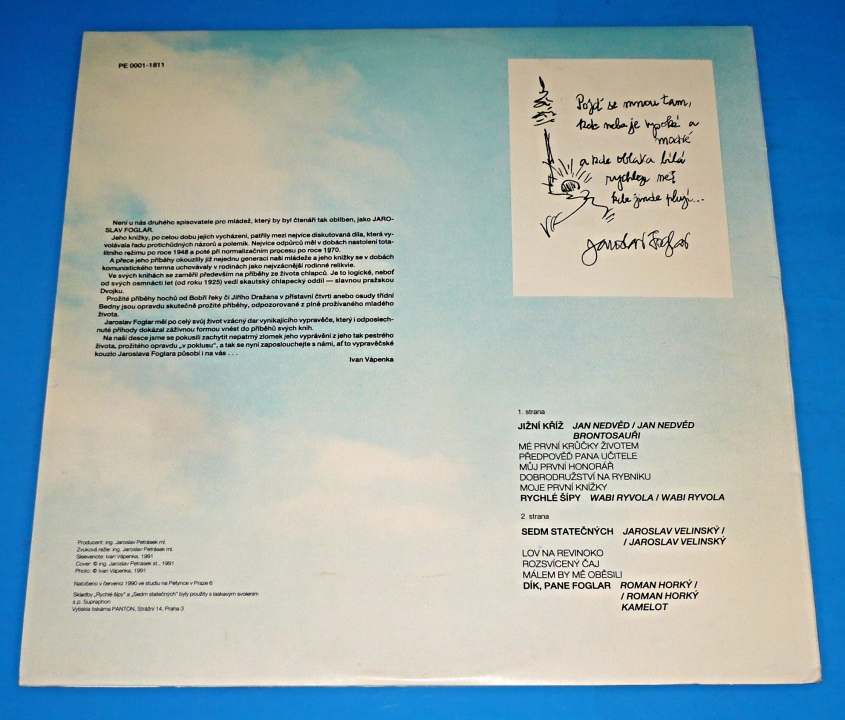 PE 0001-1811
Pojď se mnou tam,
kde nebe je vysoké a
modré
a kde oblaka bílá
rychleji než
kde jinde plují...
Jaroslav Foglar
Není u nás druhého spisovatele pro mládež, který by byl čtenáři tak oblíben, jako JARO-
SLAV FOGLAR.
Jeho knížky, po celou dobu jejich vycházení, patřily mezi nejvíce diskutovaná díla, která vy-
volávala řadu protichůdných názorů a polemik. Nejvíce odpůrců měl v dobách nastolení tota-
litního režimu po roce 1948 a poté při normalizačním procesu po roce 1970.
A přece jeho příběhy okouzlily již nejednu generaci naší mládeže a jeho knížky se v dobách
komunistického temna uchovávaly v rodinách jako nejvzácnější rodinné relikvie.
Ve svých knihách se zaměřil především na příběhy ze života chlapců. Je to logické, neboť
od svých osmnácti let (od roku 1925) vedl skautský chlapecký oddíl — slavnou pražskou
Dvojku.
Prožité příběhy hochů od Bobří řeky či Jiřího Dražana v přístavní čtvrti anebo osudy třídní
Bedny jsou opravdu skutečně prožité příběhy, odpozorované z plně prožívaného mladého
života.
Jaroslav Foglar měl po celý svůj život vzácný dar vynikajícího vypravěče, který i odposlech-
nuté příhody dokázal záživnou formou vnést do příběhů svých knih.
Na naší desce jsme se pokusili zachytit nepatrný zlomek jeho vyprávění z jeho tak pestrého
života, prožitého opravdu „v poklusu", a tak se nyní zaposlouchejte s námi, ať to vypravěčské
kouzlo Jaroslava Foglara působí i na vás . . .
Ivan Vápenka
1. strana
JIŽNÍ KŘÍŽ JAN NEDVĚD / JAN NEDVĚD
BRONTOSAUŘI
MÉ PRVNÍ KRŮČKY ŽIVOTEM
PŘEDPOVĚĎ PANA UČITELE
MŮJ PRVNÍ HONORÁŘ
DOBRODRUŽSTVÍ NA RYBNÍKU
MOJE PRVNÍ KNÍŽKY
RYCHLÉ ŠÍPY WABI RYVOLA / WABI RYVOLA
2. strana
SEDM STATEČNÝCH JAROSLAV VELINSKÝ /
/ JAROSLAV VELINSKÝ
LOV NA REVINOKO
ROZSVÍCENÝ ČAJ
MÁLEM BY MĚ OBĚSILI
DÍK, PANE FOGLAR ROMAN HORKÝ /
/ ROMAN HORKÝ
KAMELOT
Producent: ing. Jaroslav Petrásek ml.
Zvuková režie: ing. Jaroslav Petrásek ml.
Sleevenote: Ivan Vápenka, 1991
Cover: © ing. Jaroslav Petrásek st., 1991
Photo: © Ivan Vápenka, 1991
Natočeno v červenci 1990 ve studiu na Petynce v Praze 6
Skladby „Rychlé šípy" a „Sedm statečných" byly použity s laskavým svolením
s.p. Supraphon
Vytiskla tiskárna PANTON, Strážní 14, Praha 3